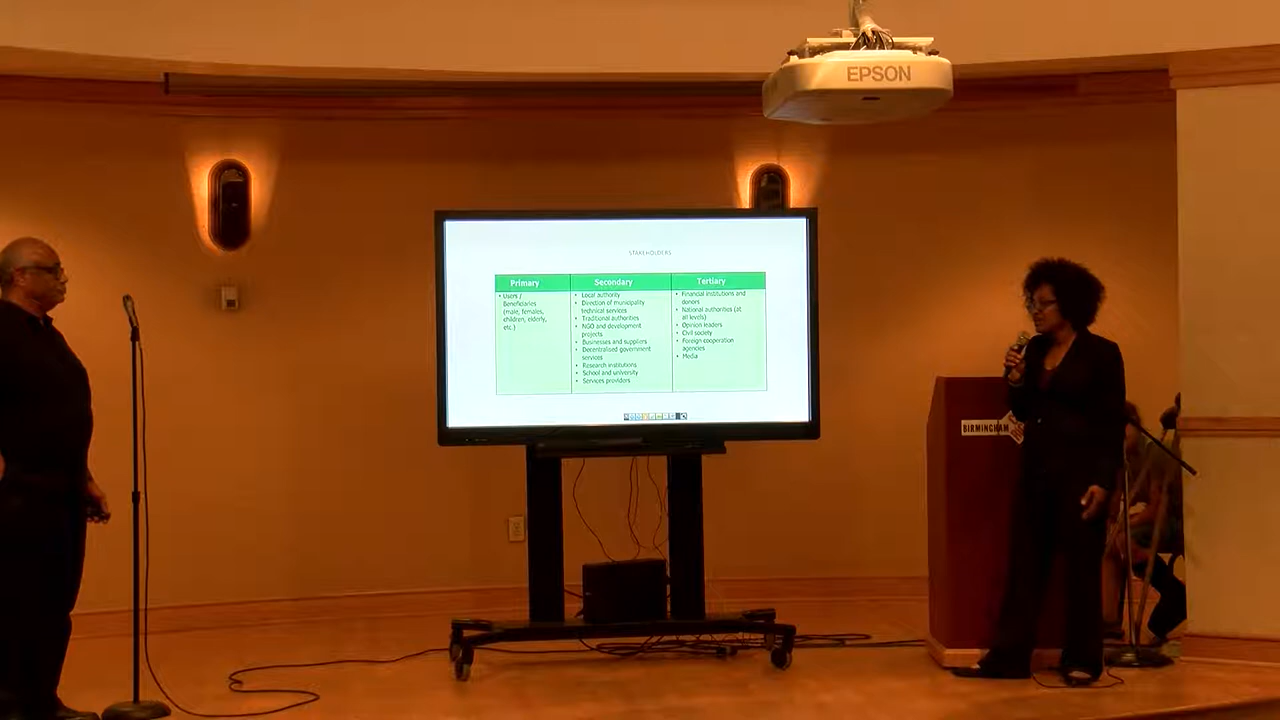 EPSON
STAKEHOLDERS
Primary
• Users /
Beneficiaries
(male, females,
children, elderly,
etc.)
Secondary
• Local authority
• Direction of municipality
technical services
• Traditional authorities
• NGO and development
projects
• Businesses and suppliers
• Decentralised government
services
• Research institutions
• School and university
• Services providers
Tertiary
• Financial institutions and
donors
• National authorities (at
all levels)
• Opinion leaders
• Civil society
• Foreign cooperation
agencies
• Media
BIRMINGHAM